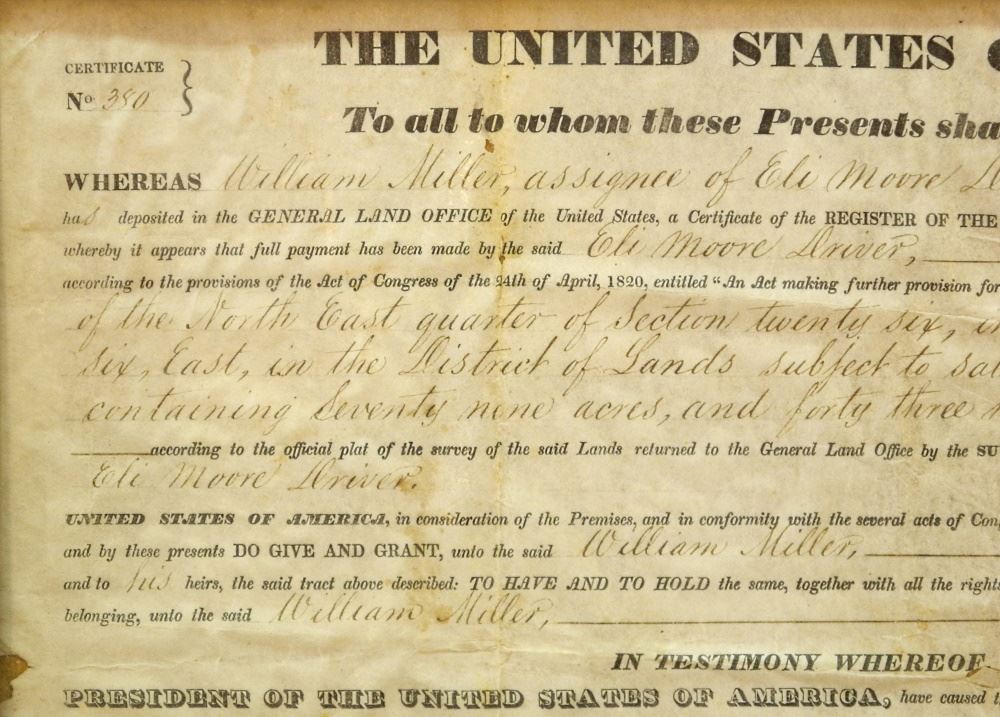 THE UNITED STATES
CERTIFICATE
No. 380
To all to whom these Presents sha
WHEREAS William Miller, assignee of Eli Moore
has deposited in the GENERAL LAND OFFICE of the United States, a Certificate of the REGISTER OF THE
whereby it appears that full payment has been made by the said Eli Moore Driver,
according to the provisions of the Act of Congress of the 24th of April, 1820, entitled "An Act making further provision for
of the North East quarter of Section twenty six,
six, East, in the District of Lands subject to sal
containing Seventy nine acres, and forty three
according to the official plat of the survey of the said Lands returned to the General Land Office by the SU
Eli Moore Driver.
UNITED STATES OF AMERICA, in consideration of the Premises, and in conformity with the several acts of Con
and by these presents DO GIVE AND GRANT, unto the said William Miller,
and to his heirs, the said tract above described: TO HAVE AND TO HOLD the same, together with all the rights
belonging, unto the said William Miller,
IN TESTIMONY WHEREOF
PRESIDENT OF THE UNITED STATES OF AMERICA, have caused